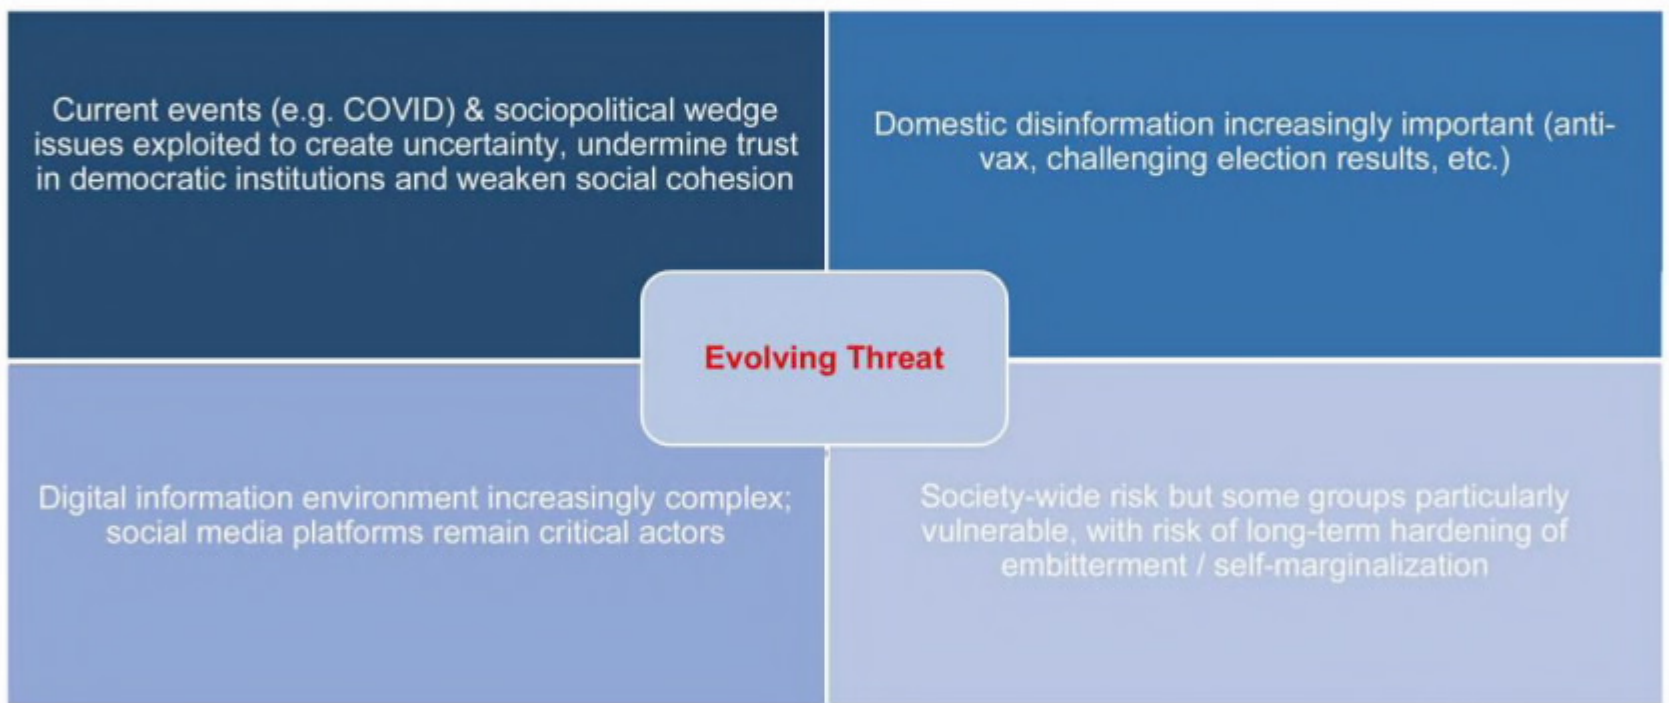 Current events (e.g. COVID) & sociopolitical wedge
issues exploited to create uncertainty, undermine trust
in democratic institutions and weaken social cohesion
Domestic disinformation increasingly important (anti-
vax, challenging election results, etc.)
Evolving Threat
Digital information environment increasingly complex;
social media platforms remain critical actors
Society-wide risk but some groups particularly
vulnerable, with risk of long-term hardening of
embitterment / self-marginalization